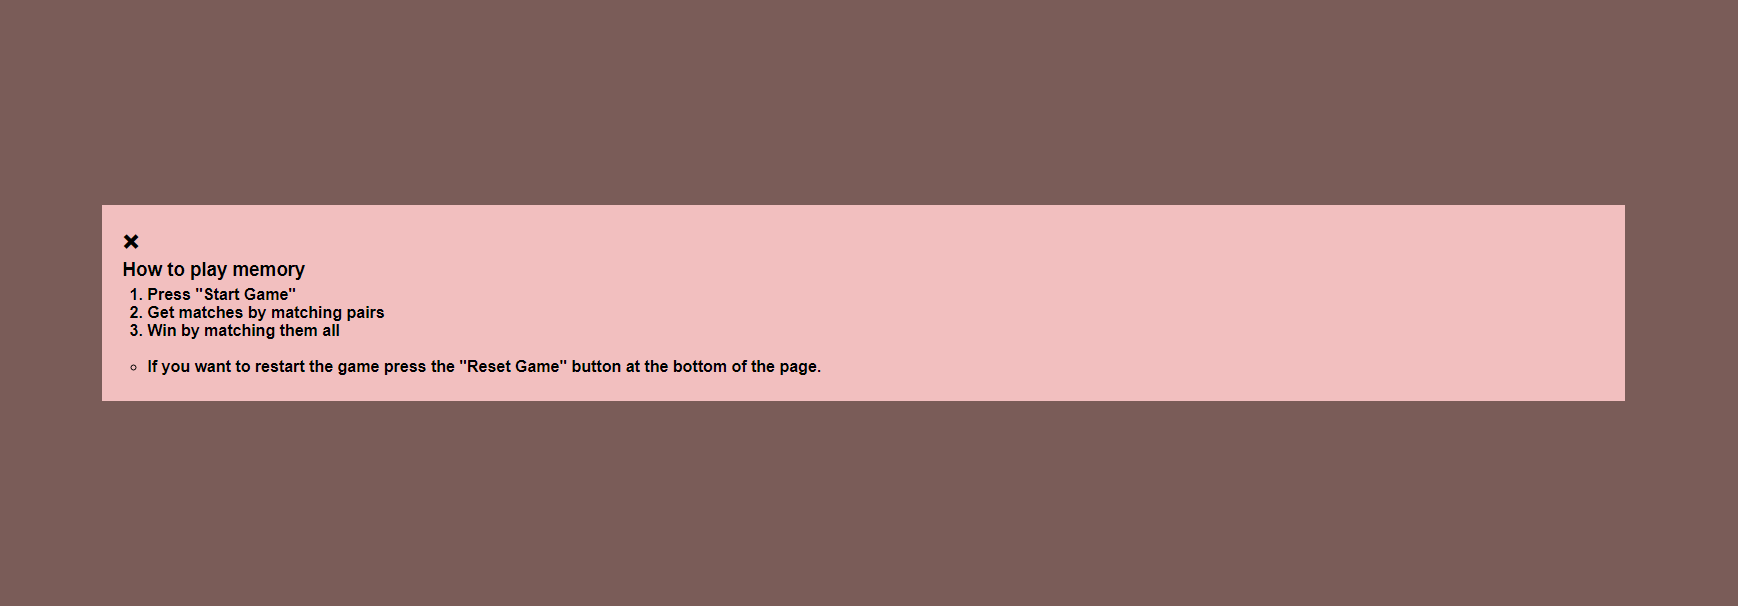 How to play memory
1. Press "Start Game"
2. Get matches by matching pairs
3. Win by matching them all
◦ If you want to restart the game press the "Reset Game" button at the bottom of the page.